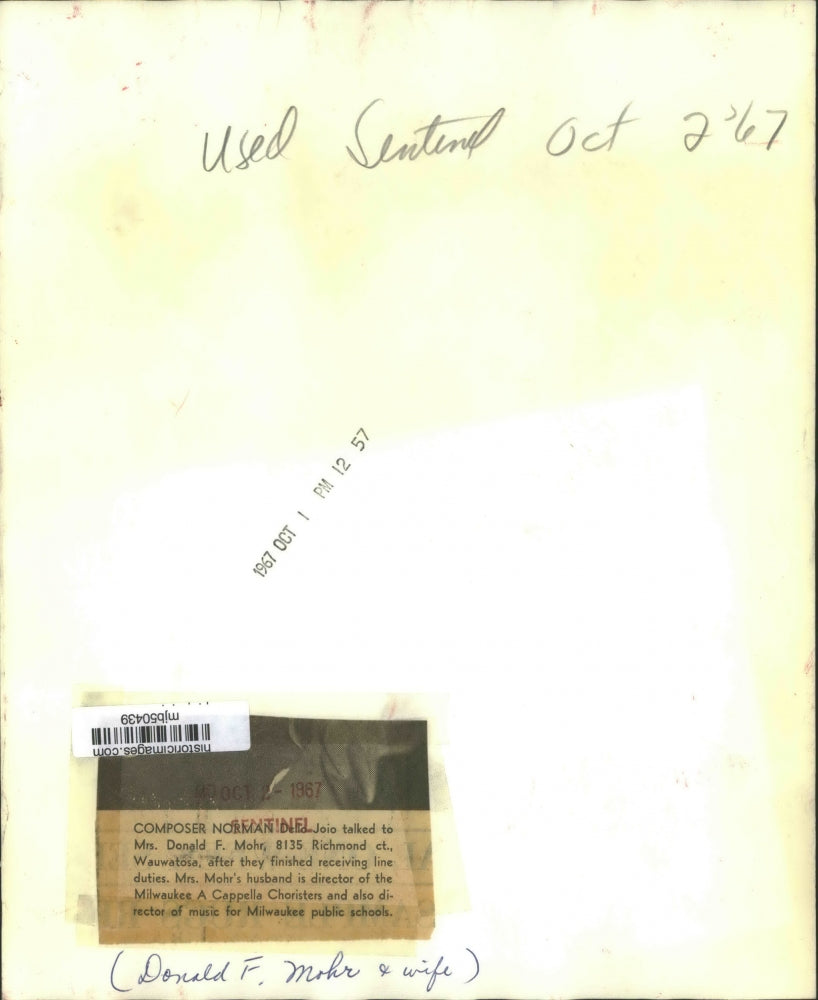 Used Sentinel Oct 2 '67
1967 OCT 1 PM 12 57
historicimages.com
mjb50439
OCT 2 - 1967
SENTINEL
COMPOSER NORMAN Dello Joio talked to
Mrs. Donald F. Mohr, 8135 Richmond ct.,
Wauwatosa, after they finished receiving line
duties. Mrs. Mohr's husband is director of the
Milwaukee A Cappella Choristers and also di-
rector of music for Milwaukee public schools.
(Donald F. Mohr & wife)